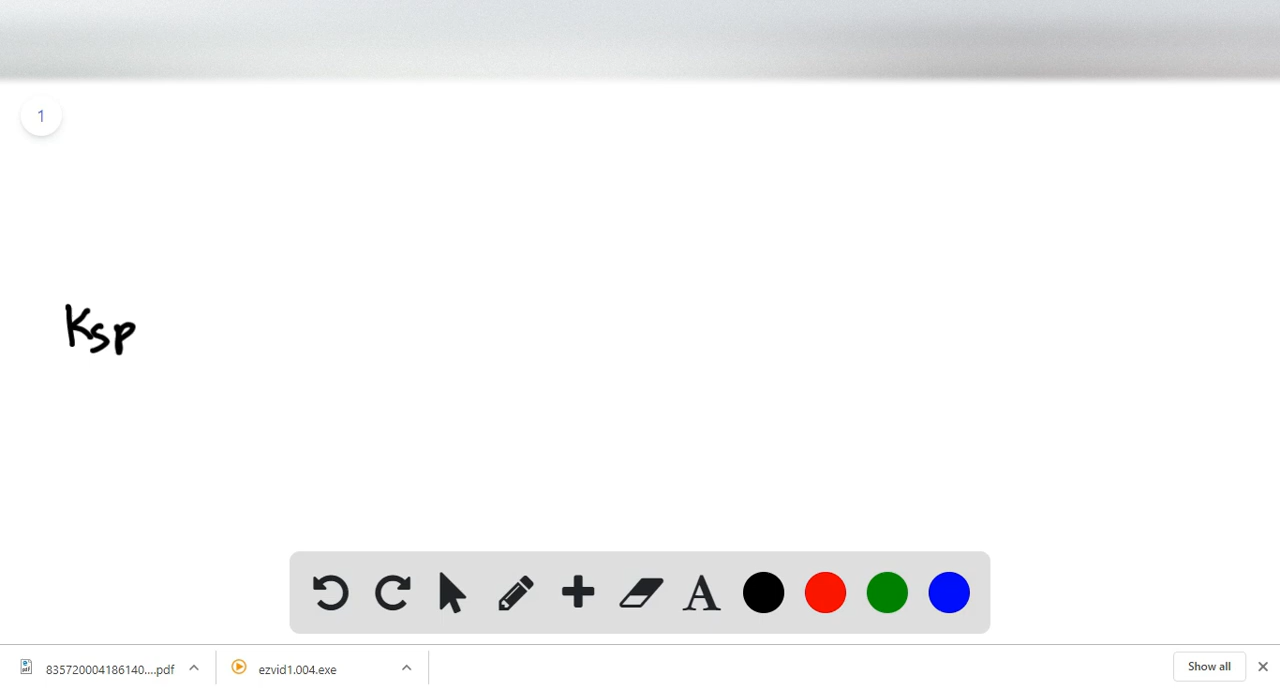 1
Ksp
A
835720004186140....pdf
ezvid1.004.exe
Show all